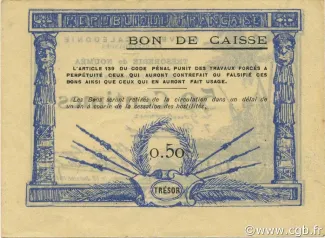 REPUBLIQUE FRANCAISE
BON DE CAISSE
L'ARTICLE 139 DU CODE PÉNAL PUNIT DES TRAVAUX FORCÉS A
PERPÉTUITÉ CEUX QUI AURONT CONTREFAIT OU FALSIFIÉ CES
BONS AINSI QUE CEUX QUI EN AURONT FAIT USAGE.
Les Bons seront retirés de la circulation dans un délai de
un an à courir de la cessation des hostilités.
0.50
TRÉSOR
© www.cgb.fr